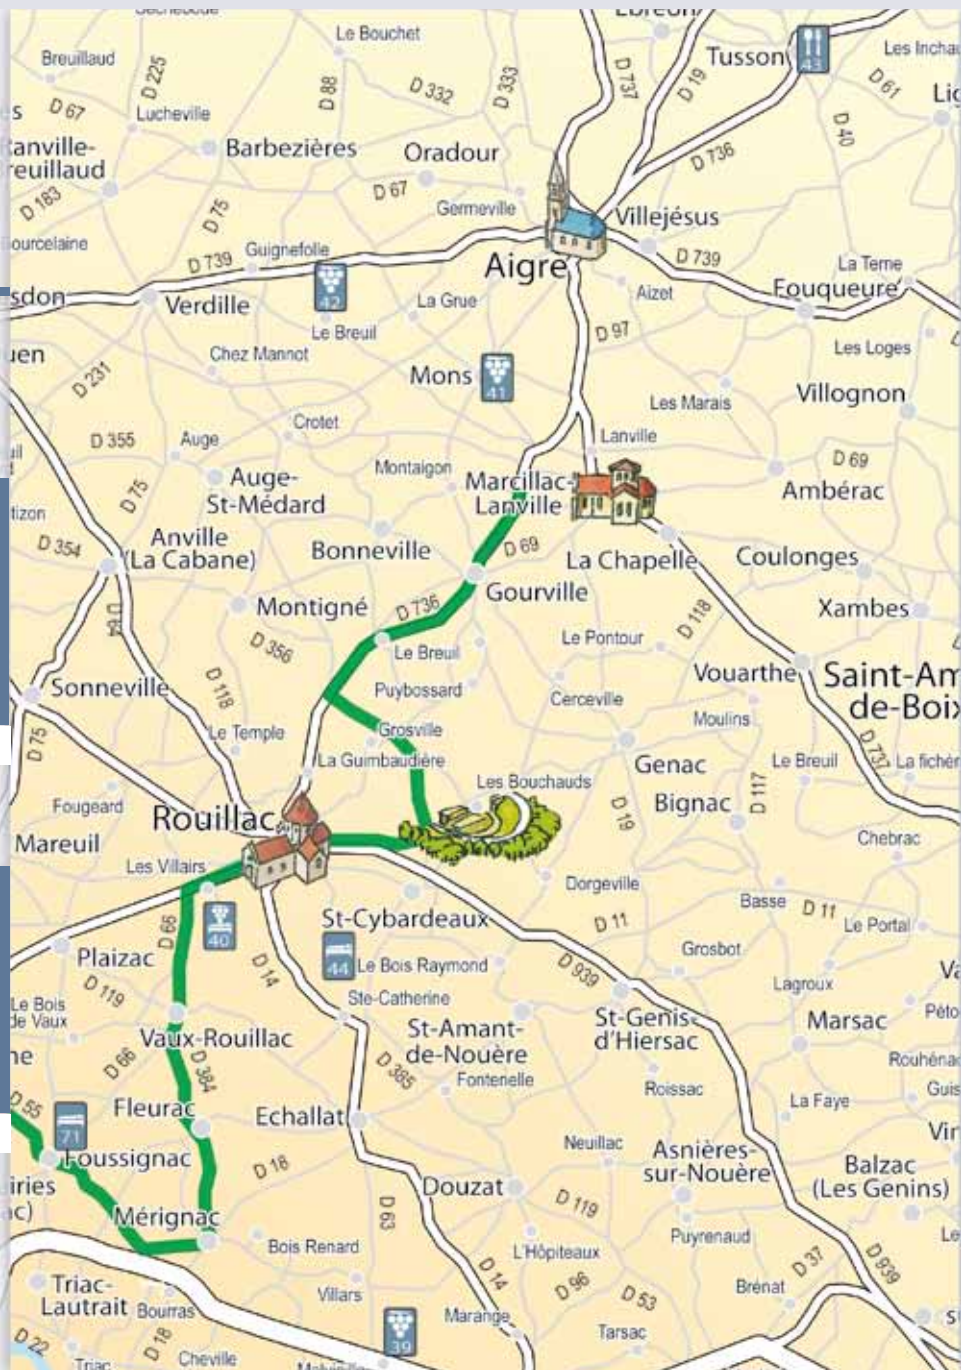 Le Bouchet
Tusson
43
Breuillaud
D 225
D 88
D 332
D 333
D 737
D 19
D 61
D 67
Lucheville
D 40
Barbezières
Oradour
D 736
D 183
D 67
D 75
Germeville
Villejésus
Guignefolle
D 739
D 739
Aigre
La Terne
Fouqueure
42
Verdille
La Grue
Aizet
Le Breuil
D 97
Les Loges
Chez Mannot
D 231
Mons
41
Villognon
Les Marais
Crotet
D 355
Auge
Lanville
D 69
Montaigon
Auge-
St-Médard
D 75
Marcillac-
Lanville
Ambérac
D 354
Anville
(La Cabane)
Bonneville
D 69
La Chapelle
Coulonges
Gourville
Montigné
D 736
Xambes
D 118
D 356
Le Breuil
Le Pontour
Vouarthe
Sonneville
D 118
Puybossard
Cerceville
D 75
Le Temple
Grosville
Moulins
La Guimbaudière
Genac
Le Breuil
D 737
Les Bouchauds
D 117
Bignac
Fougeard
Rouillac
D 19
Mareuil
Chebrac
Les Villairs
Dorgeville
Basse
D 11
St-Cybardeaux
D 11
Le Portal
40
D 66
Plaizac
44
Le Bois Raymond
Grosbot
D 14
D 939
D 119
Lagroux
Le Bois
de Vaux
Ste-Catherine
St-Genis-
d'Hiersac
Marsac
Vaux-Rouillac
St-Amant-
de-Nouère
D 66
D 384
D 385
Fontenelle
Roissac
D 55
Fleurac
Echallat
La Faye
71
Foussignac
Neuillac
Asnières-
sur-Nouère
Balzac
(Les Genins)
D 18
Douzat
D 119
Mérignac
D 63
Puyrenaud
Bois Renard
L'Hôpiteaux
D 37
D 939
Triac-
Lautrait
Bourras
Villars
D 14
D 96
D 53
Brénat
39
Marange
D 22
D 18
Tarsac
Triac
Cheville